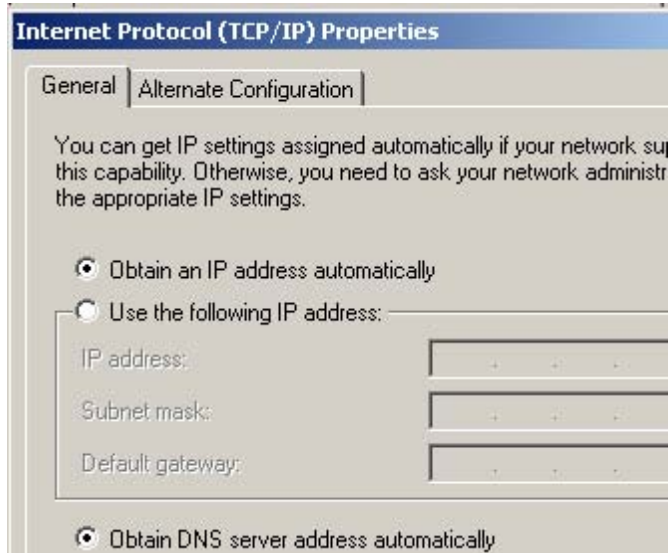 Internet Protocol (TCP/IP) Properties
General
Alternate Configuration
You can get IP settings assigned automatically if your network
this capability. Otherwise, you need to ask your network
the appropriate IP settings.
Obtain an IP address automatically
Use the following IP address:
IP address:
Subnet mask:
Default gateway:
Obtain DNS server address automatically